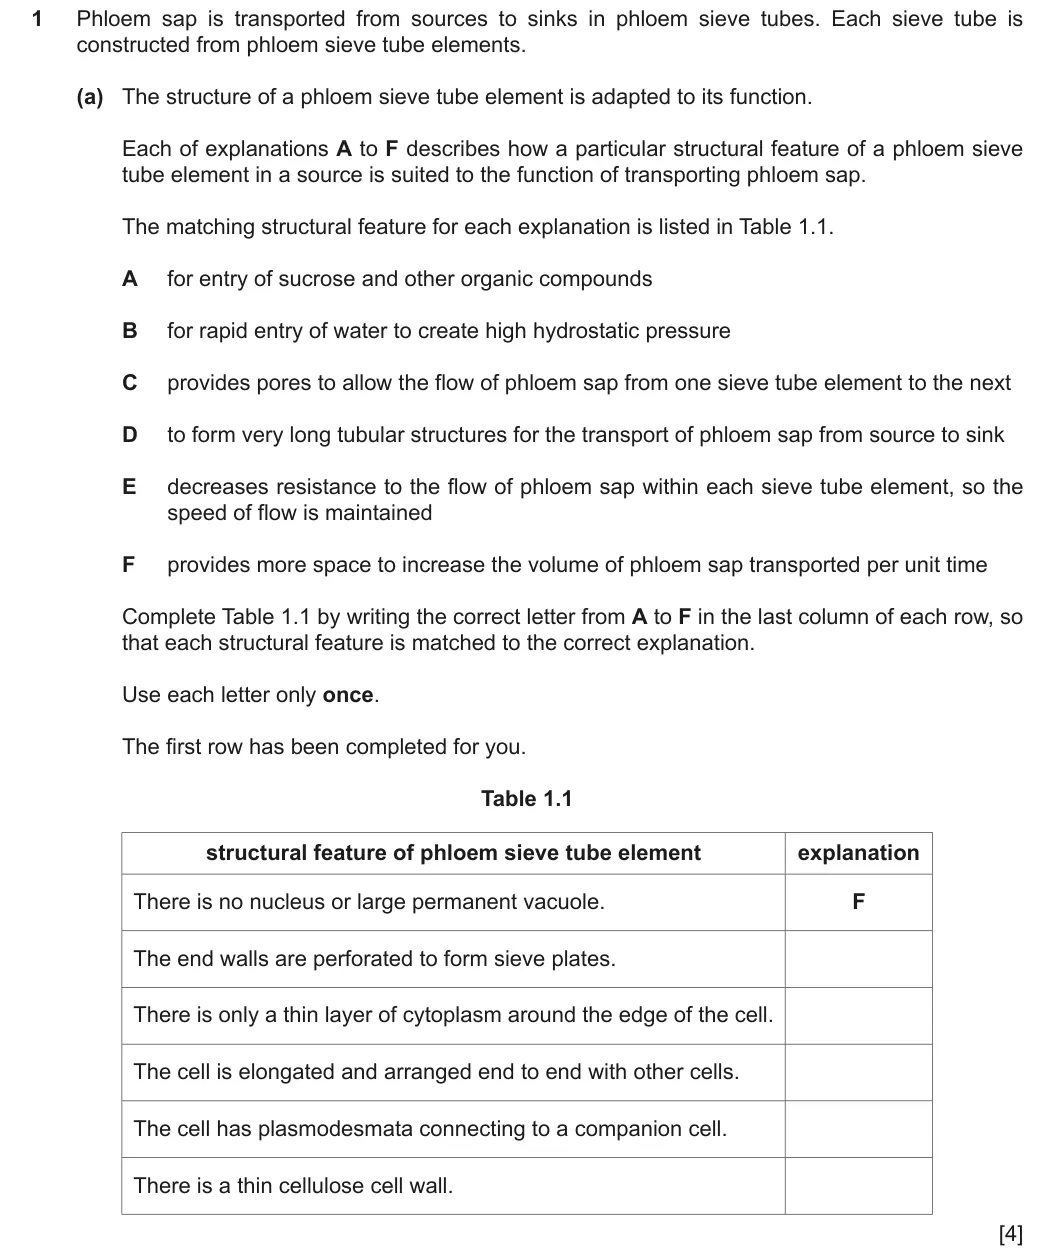 1 Phloem sap is transported from sources to sinks in phloem sieve tubes. Each sieve tube is
constructed from phloem sieve tube elements.
(a) The structure of a phloem sieve tube element is adapted to its function.
Each of explanations A to F describes how a particular structural feature of a phloem sieve
tube element in a source is suited to the function of transporting phloem sap.
The matching structural feature for each explanation is listed in Table 1.1.
A for entry of sucrose and other organic compounds
B for rapid entry of water to create high hydrostatic pressure
C provides pores to allow the flow of phloem sap from one sieve tube element to the next
D to form very long tubular structures for the transport of phloem sap from source to sink
E decreases resistance to the flow of phloem sap within each sieve tube element, so the
speed of flow is maintained
F provides more space to increase the volume of phloem sap transported per unit time
Complete Table 1.1 by writing the correct letter from A to F in the last column of each row, so
that each structural feature is matched to the correct explanation.
Use each letter only once.
The first row has been completed for you.
Table 1.1
structural feature of phloem sieve tube element explanation
There is no nucleus or large permanent vacuole. F
The end walls are perforated to form sieve plates.
There is only a thin layer of cytoplasm around the edge of the cell.
The cell is elongated and arranged end to end with other cells.
The cell has plasmodesmata connecting to a companion cell.
There is a thin cellulose cell wall.
[4]